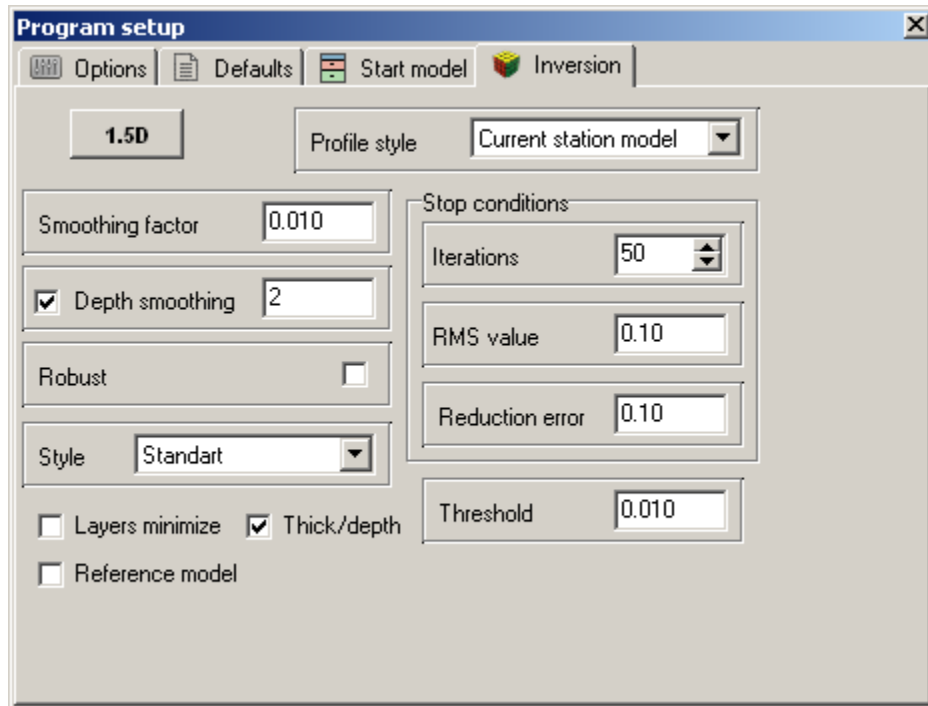 Program setup
Options Defaults Start model Inversion
1.5D
Profile style Current station model
Smoothing factor 0.010
Depth smoothing 2
Robust
Style Standart
Layers minimize Thick/depth
Reference model
Stop conditions
Iterations 50
RMS value 0.10
Reduction error 0.10
Threshold 0.010